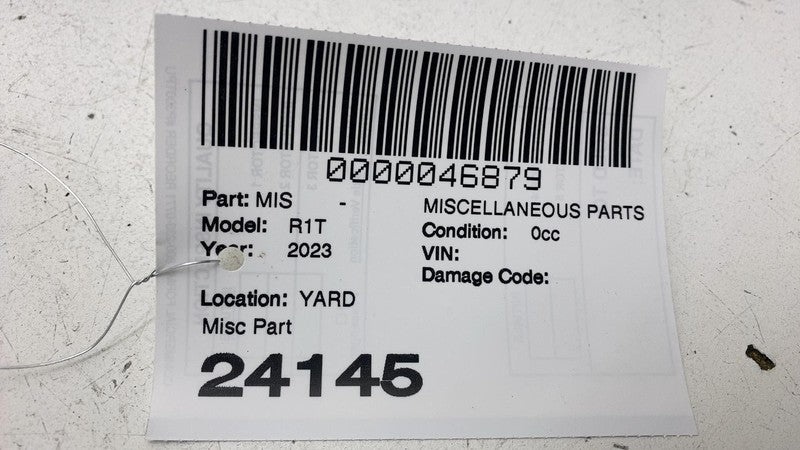 0000046879
Part: MIS - MISCELLANEOUS PARTS
Model: R1T Condition: 0cc
Year: 2023 VIN:
Damage Code:
Location: YARD
Misc Part
24145